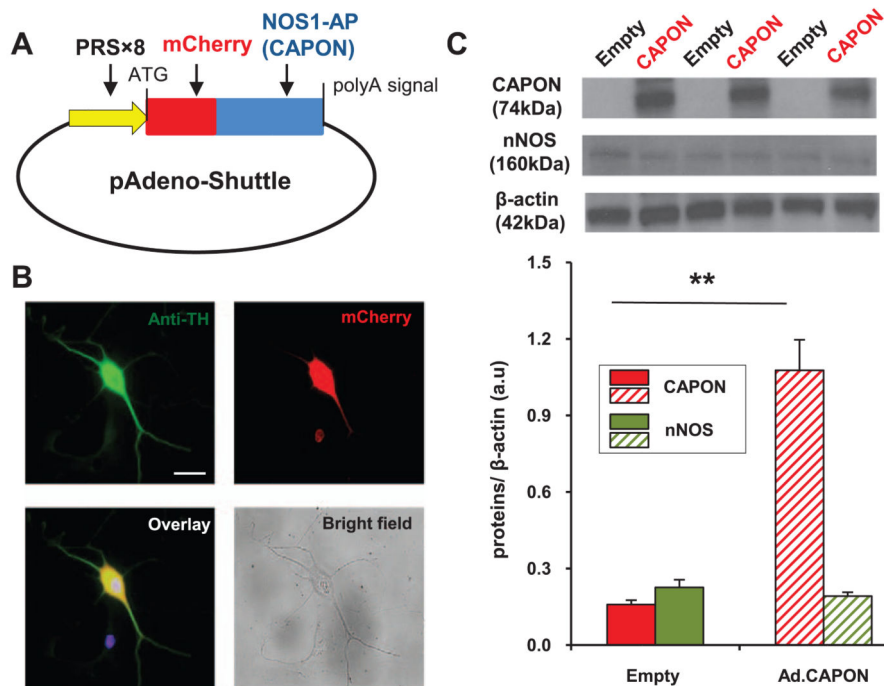 A
PRS×8
ATG
mCherry
NOS1-AP
(CAPON)
polyA signal
pAdeno-Shuttle
B
Anti-TH
mCherry
Overlay
Bright field
C
Empty
CAPON
Empty
CAPON
Empty
CAPON
CAPON
(74kDa)
nNOS
(160kDa)
β-actin
(42kDa)
proteins/ β-actin (a.u)
1.5
1.2
0.9
0.6
0.3
0.0
**
CAPON
nNOS
Empty
Ad.CAPON